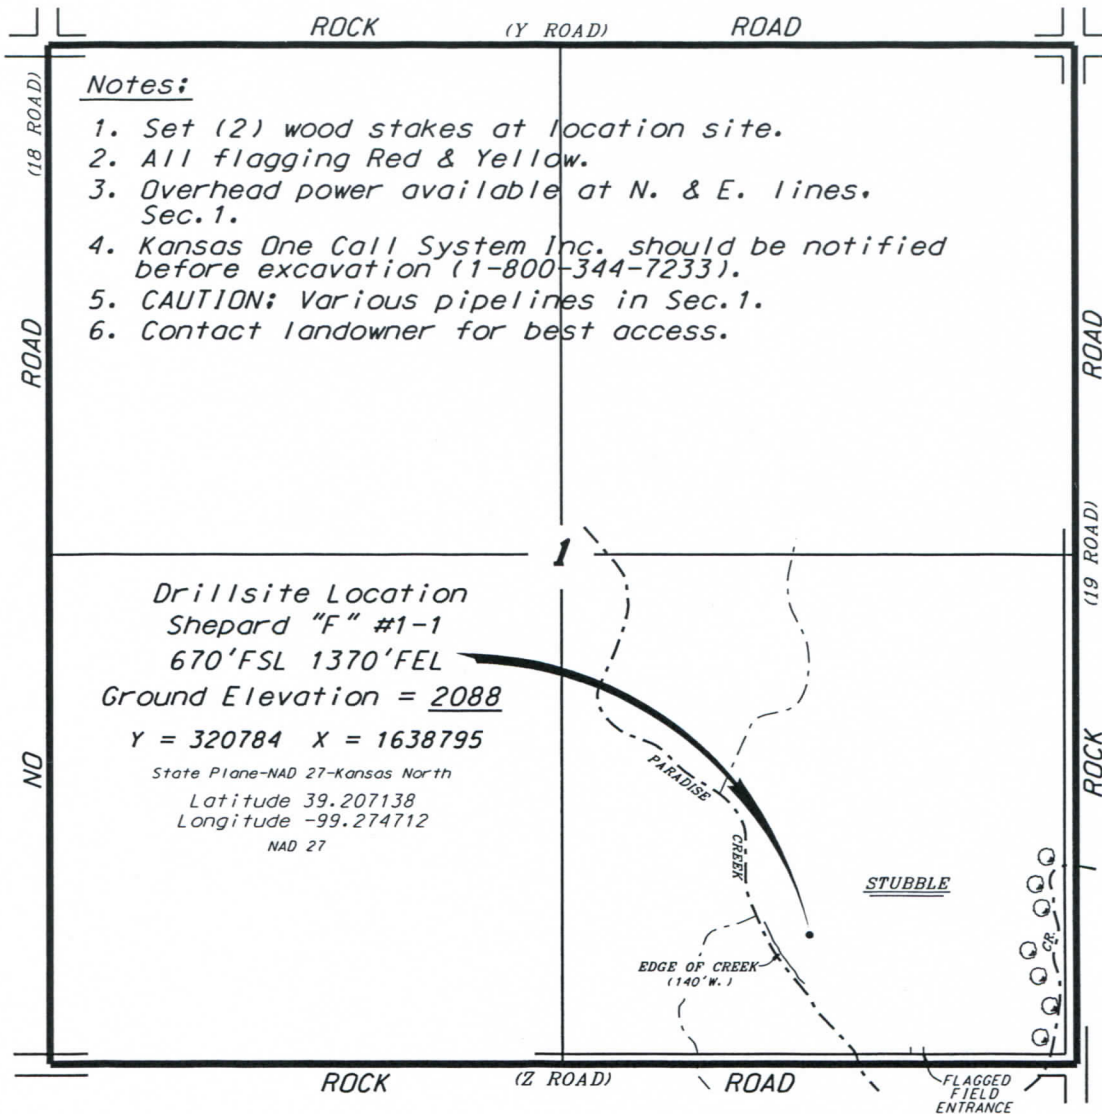 ROCK (Y ROAD) ROAD
(18 ROAD)
Notes:
1. Set (2) wood stakes at location site.
2. All flagging Red & Yellow.
3. Overhead power available at N. & E. lines.
Sec. 1.
4. Kansas One Call System Inc. should be notified
before excavation (1-800-344-7233).
5. CAUTION: Various pipelines in Sec. 1.
6. Contact landowner for best access.
ROAD
ROAD
(19 ROAD)
1
Drillsite Location
Shepard "F" #1-1
670'FSL 1370'FEL
Ground Elevation = 2088
Y = 320784 X = 1638795
State Plane-NAD 27-Kansas North
Latitude 39.207138
Longitude -99.274712
NAD 27
NO
ROCK
PARADISE
CREEK
STUBBLE
CR.
EDGE OF CREEK
(140'W.)
ROCK (Z ROAD) ROAD
FLAGGED
FIELD
ENTRANCE